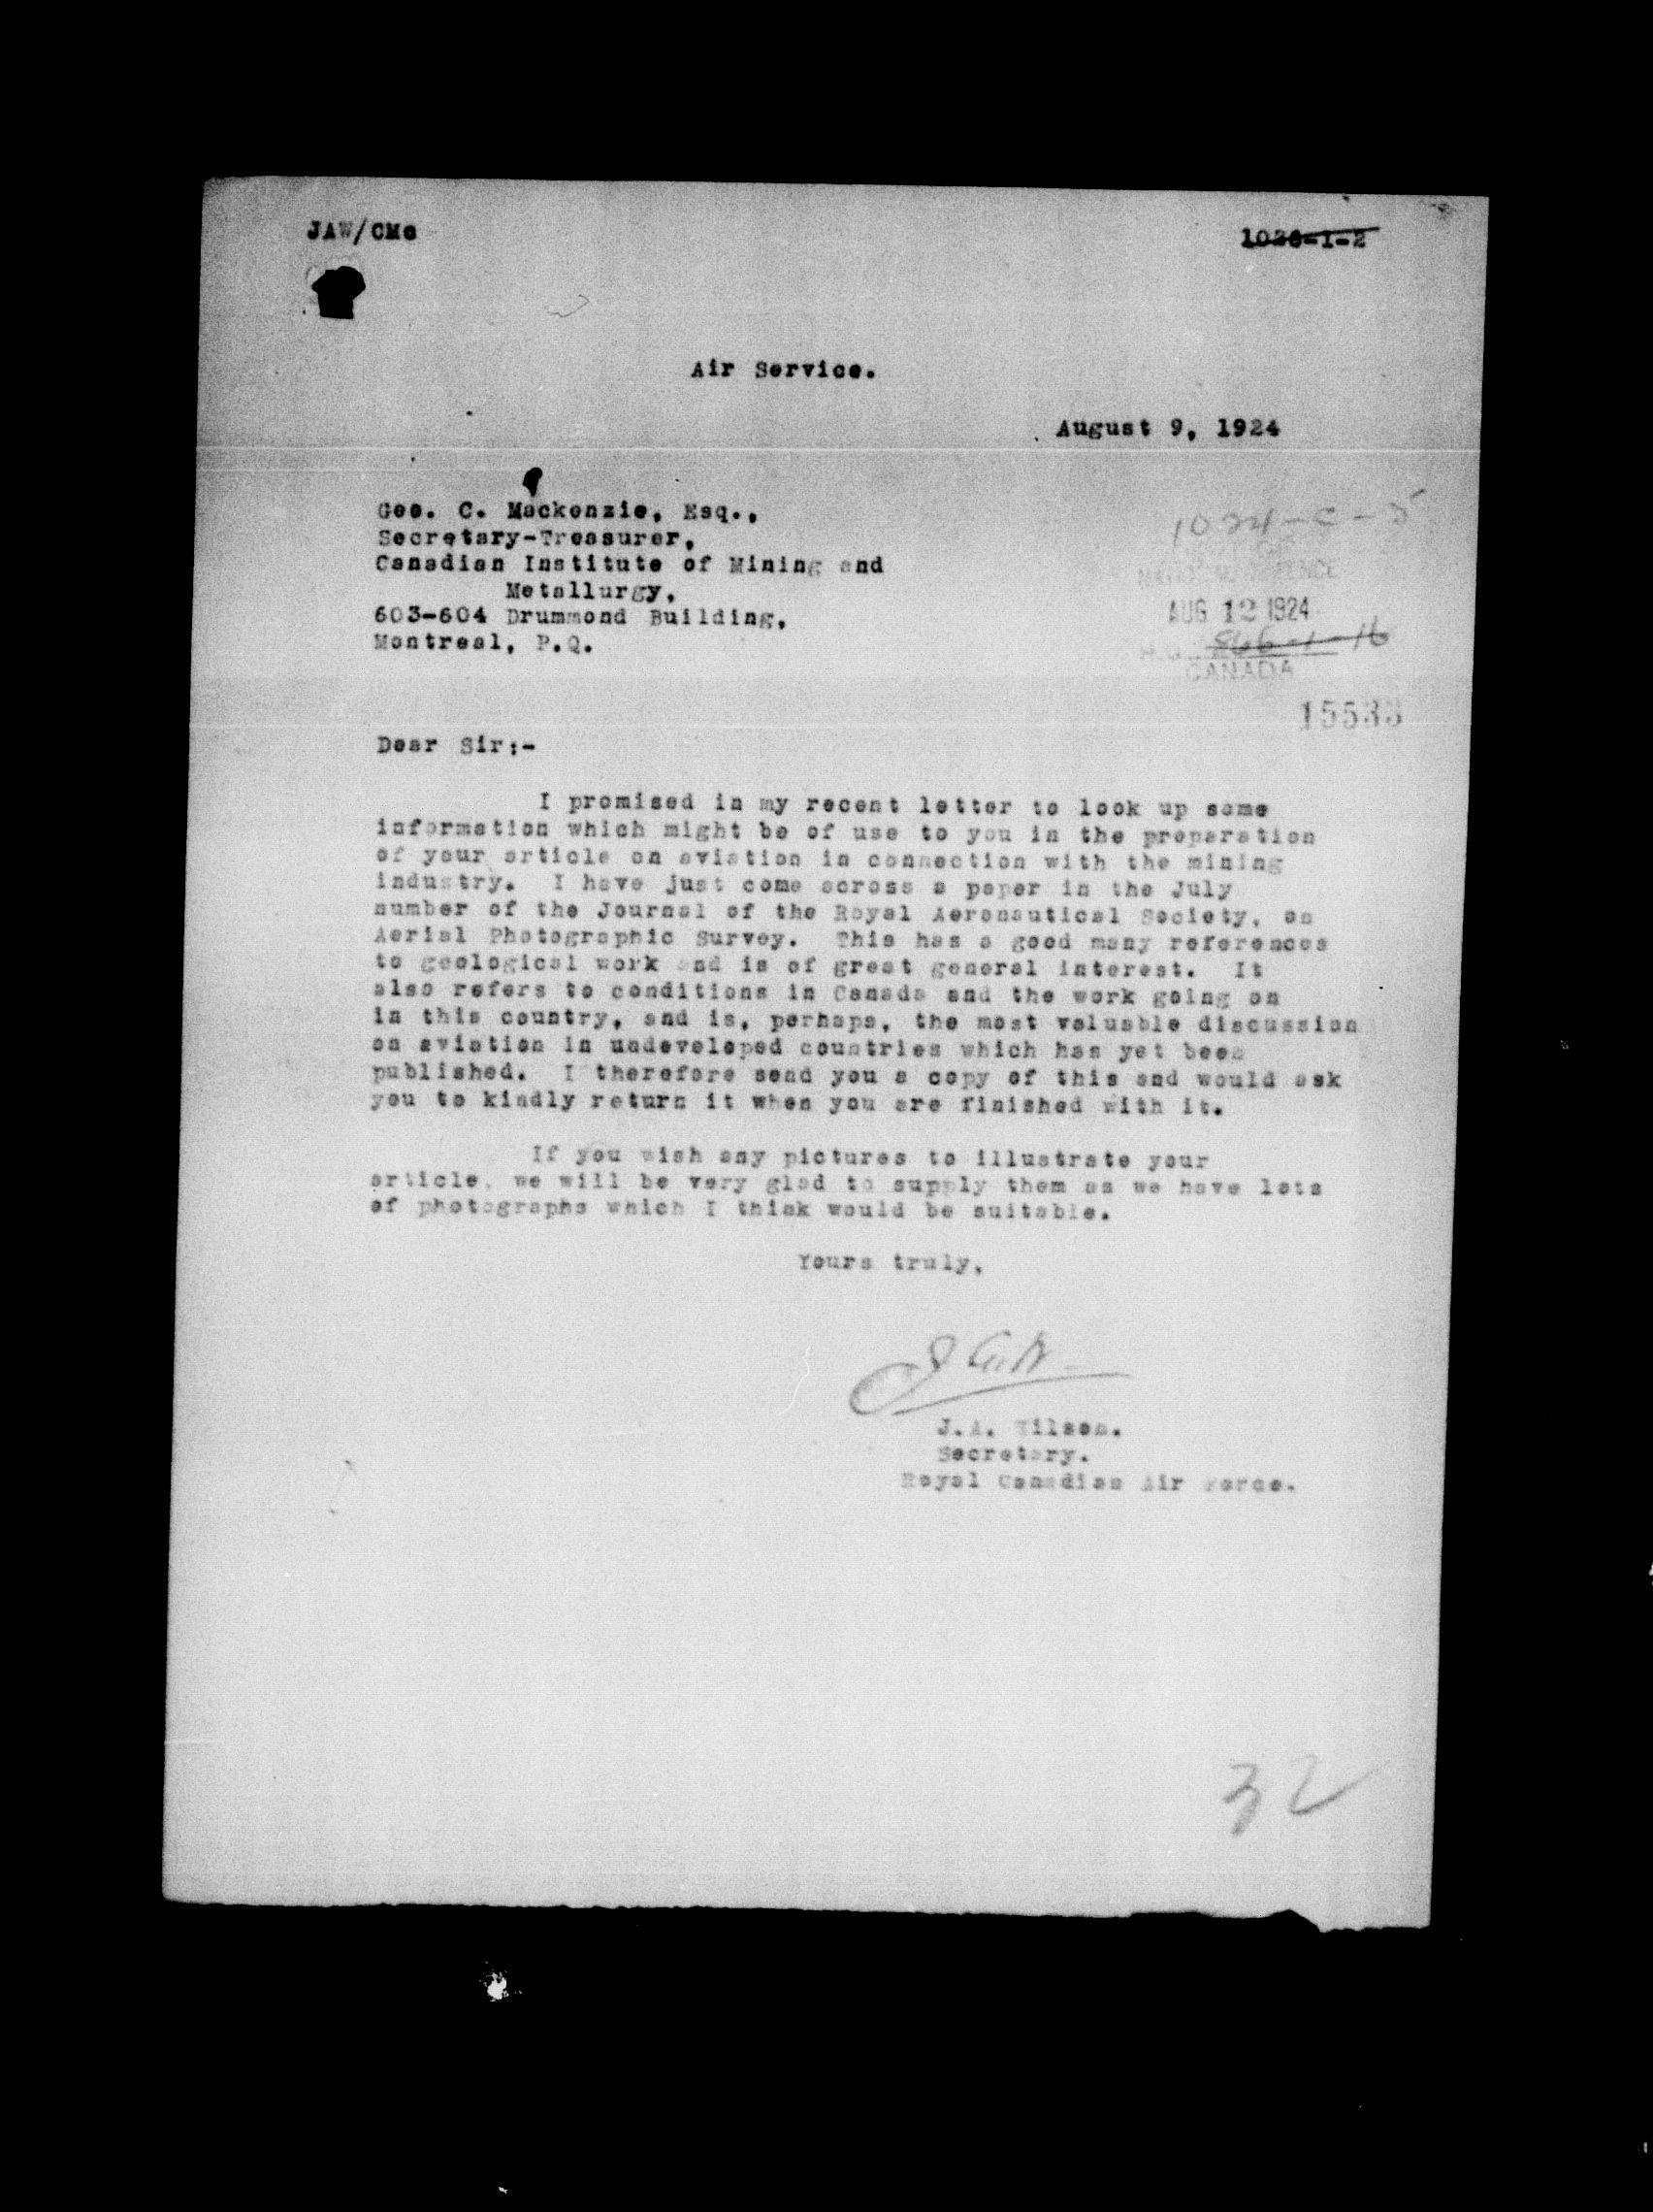 JAW/CMc
1026-1-2
Air Service.
August 9, 1924
Geo. C. Mackenzie, Esq.,
Secretary-Treasurer,
Canadian Institute of Mining and
Metallurgy,
603-604 Drummond Building,
Montreal, P.Q.
1024-C-5
AUG 12 1924
866-1-16
CANADA
15533
Dear Sir:-
I promised in my recent letter to look up some
information which might be of use to you in the preparation
of your article on aviation in connection with the mining
industry. I have just come across a paper in the July
number of the Journal of the Royal Aeronautical Society, on
Aerial Photographic Survey. This has a good many references
to geological work and is of great general interest. It
also refers to conditions in Canada and the work going on
in this country, and is, perhaps, the most valuable discussion
on aviation in undeveloped countries which has yet been
published. I therefore send you a copy of this and would ask
you to kindly return it when you are finished with it.
If you wish any pictures to illustrate your
article, we will be very glad to supply them as we have lots
of photographs which I think would be suitable.
Yours truly,
J.A.W
J.A. Wilson.
Secretary.
Royal Canadian Air Force.
32